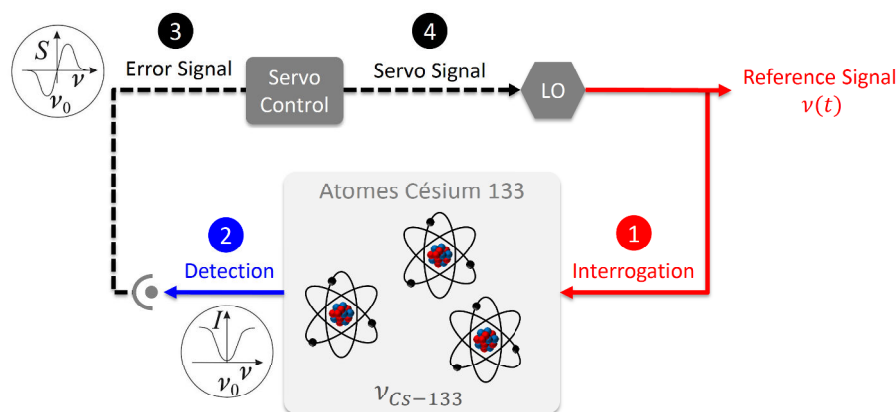 3
4
S
ν
ν0
Error Signal
Servo
Control
Servo Signal
LO
Reference Signal
ν(t)
Atomes Césium 133
2
Detection
1
Interrogation
I
ν0 ν
νCs−133